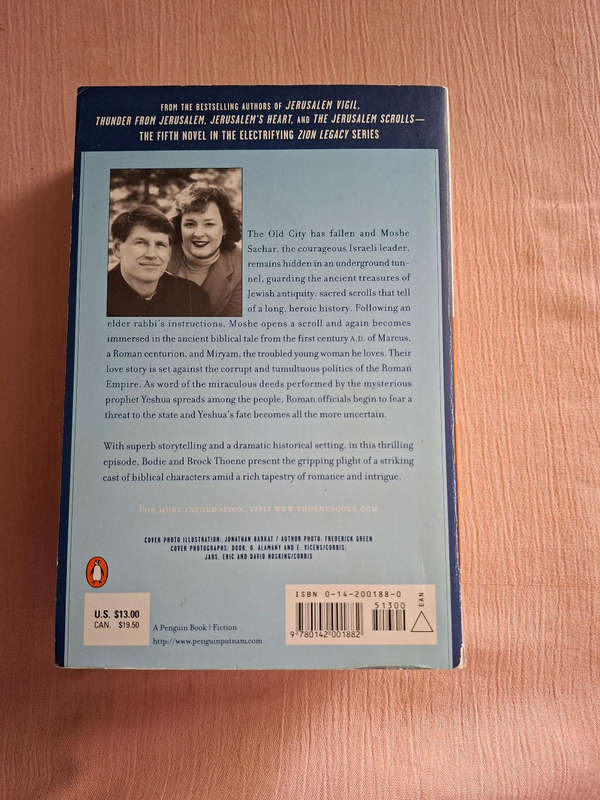 FROM THE BESTSELLING AUTHORS OF JERUSALEM VIGIL,
THUNDER FROM JERUSALEM, JERUSALEM'S HEART, AND THE JERUSALEM SCROLLS—
THE FIFTH NOVEL IN THE ELECTRIFYING ZION LEGACY SERIES
The Old City has fallen and Moshe
Sachar, the courageous Israeli leader,
remains hidden in an underground tun-
nel, guarding the ancient treasures of
Jewish antiquity: sacred scrolls that tell
of a long, heroic history. Following an
elder rabbi's instructions, Moshe opens a scroll and again becomes
immersed in the ancient biblical tale from the first century A.D. of Marcus,
a Roman centurion, and Miryam, the troubled young woman he loves. Their
love story is set against the corrupt and tumultuous politics of the Roman
Empire. As word of the miraculous deeds performed by the mysterious
prophet Yeshua spreads among the people, Roman officials begin to fear a
threat to the state and Yeshua's fate becomes all the more uncertain.
With superb storytelling and a dramatic historical setting, in this thrilling
episode, Bodie and Brock Thoene present the gripping plight of a striking
cast of biblical characters amid a rich tapestry of romance and intrigue.
FOR MORE INFORMATION, VISIT WWW.THOENEBOOKS.COM
COVER PHOTO ILLUSTRATION: JONATHAN BARKAT / AUTHOR PHOTO: FREDERICK GREEN
COVER PHOTOGRAPHS: DOOR, O. ALAMANY AND E. VICENS/CORBIS;
JARS, ERIC AND DAVID HOSKING/CORBIS
U.S. $13.00
CAN. $19.50
A Penguin Book | Fiction
http://www.penguinputnam.com
ISBN 0-14-200188-0
51300
EAN
9 780142 001882